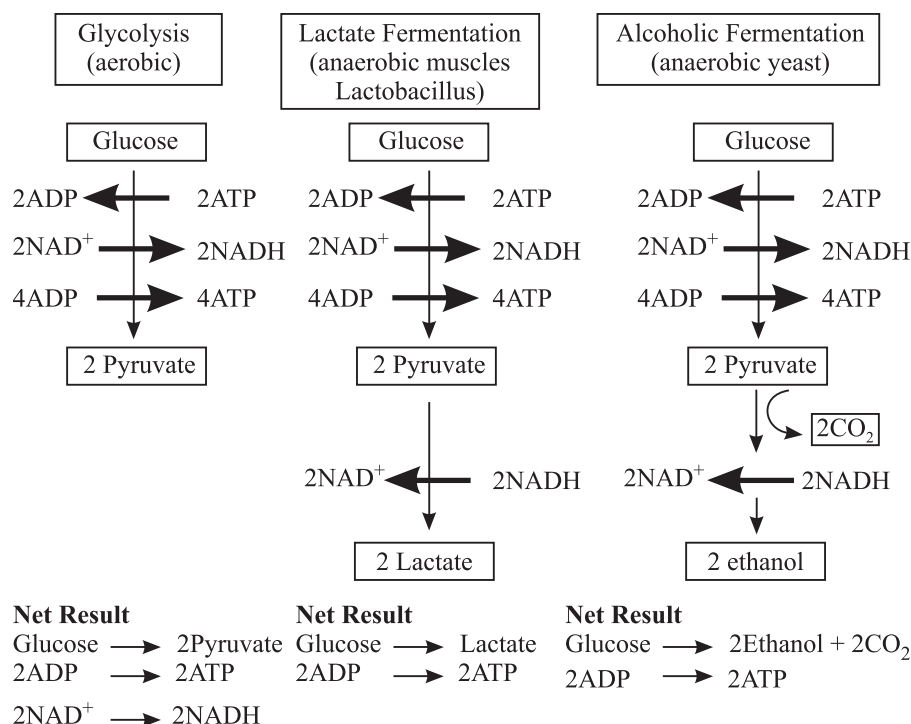 Glycolysis
(aerobic)
Glucose
2ADP 2ATP
2NAD⁺ 2NADH
4ADP 4ATP
2 Pyruvate
Net Result
Glucose → 2Pyruvate
2ADP → 2ATP
2NAD⁺ → 2NADH
Lactate Fermentation
(anaerobic muscles
Lactobacillus)
Glucose
2ADP 2ATP
2NAD⁺ 2NADH
4ADP 4ATP
2 Pyruvate
2NAD⁺ 2NADH
2 Lactate
Net Result
Glucose → Lactate
2ADP → 2ATP
Alcoholic Fermentation
(anaerobic yeast)
Glucose
2ADP 2ATP
2NAD⁺ 2NADH
4ADP 4ATP
2 Pyruvate
2CO₂
2NAD⁺ 2NADH
2 ethanol
Net Result
Glucose → 2Ethanol + 2CO₂
2ADP → 2ATP